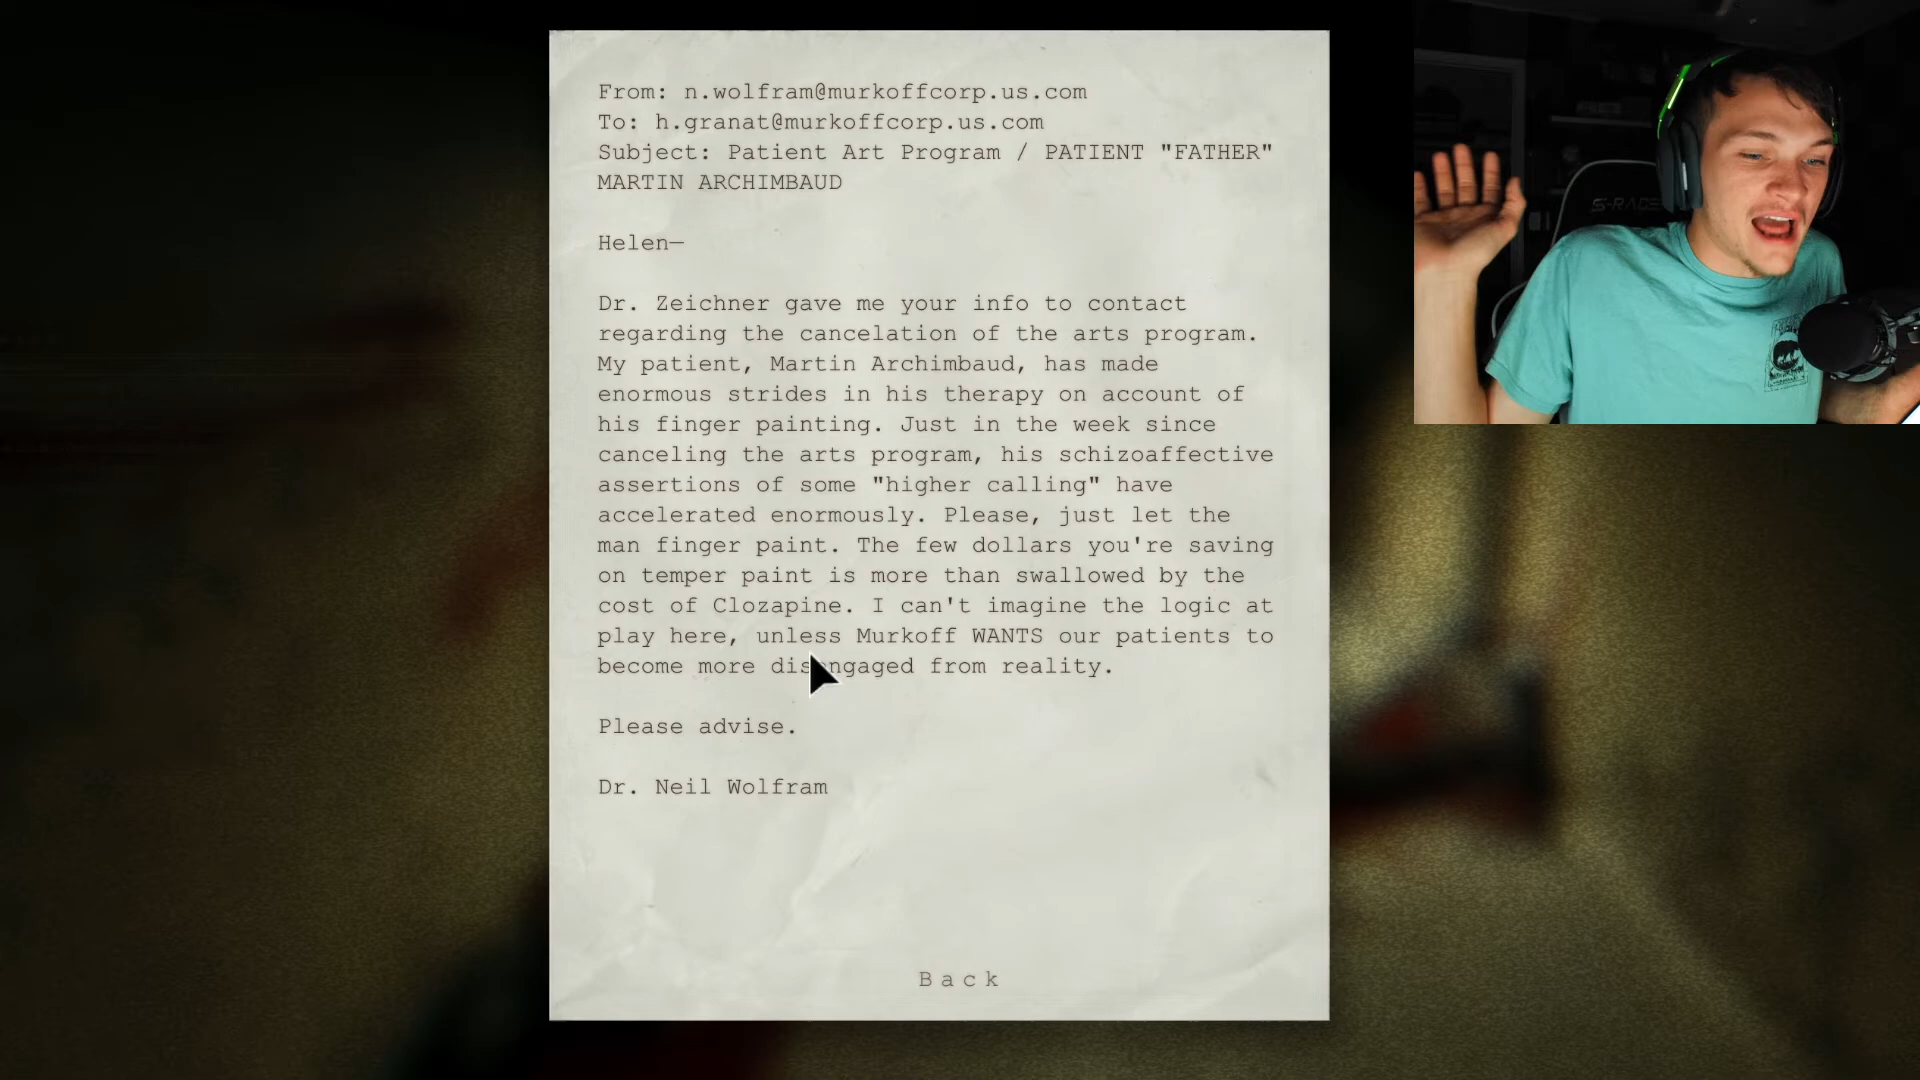 From: n.wolfram@murkoffcorp.us.com
To: h.granat@murkoffcorp.us.com
Subject: Patient Art Program / PATIENT "FATHER"
MARTIN ARCHIMBAUD
Helen—
Dr. Zeichner gave me your info to contact
regarding the cancelation of the arts program.
My patient, Martin Archimbaud, has made
enormous strides in his therapy on account of
his finger painting. Just in the week since
canceling the arts program, his schizoaffective
assertions of some "higher calling" have
accelerated enormously. Please, just let the
man finger paint. The few dollars you're saving
on temper paint is more than swallowed by the
cost of Clozapine. I can't imagine the logic at
play here, unless Murkoff WANTS our patients to
become more disengaged from reality.
Please advise.
Dr. Neil Wolfram
Back
S-RACE